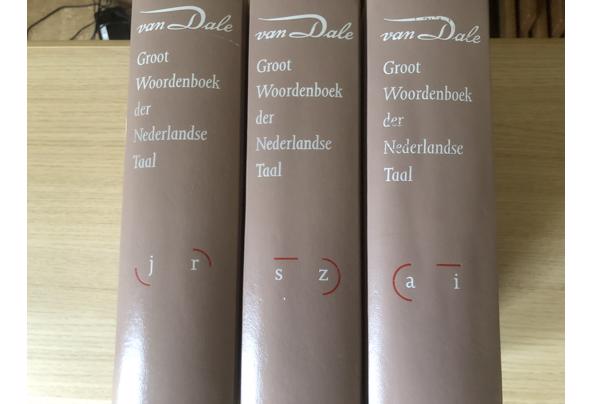 van Dale
Groot
Woordenboek
der
Nederlandse
Taal
j r
van Dale
Groot
Woordenboek
der
Nederlandse
Taal
s z
van Dale
Groot
Woordenboek
der
Nederlandse
Taal
a i